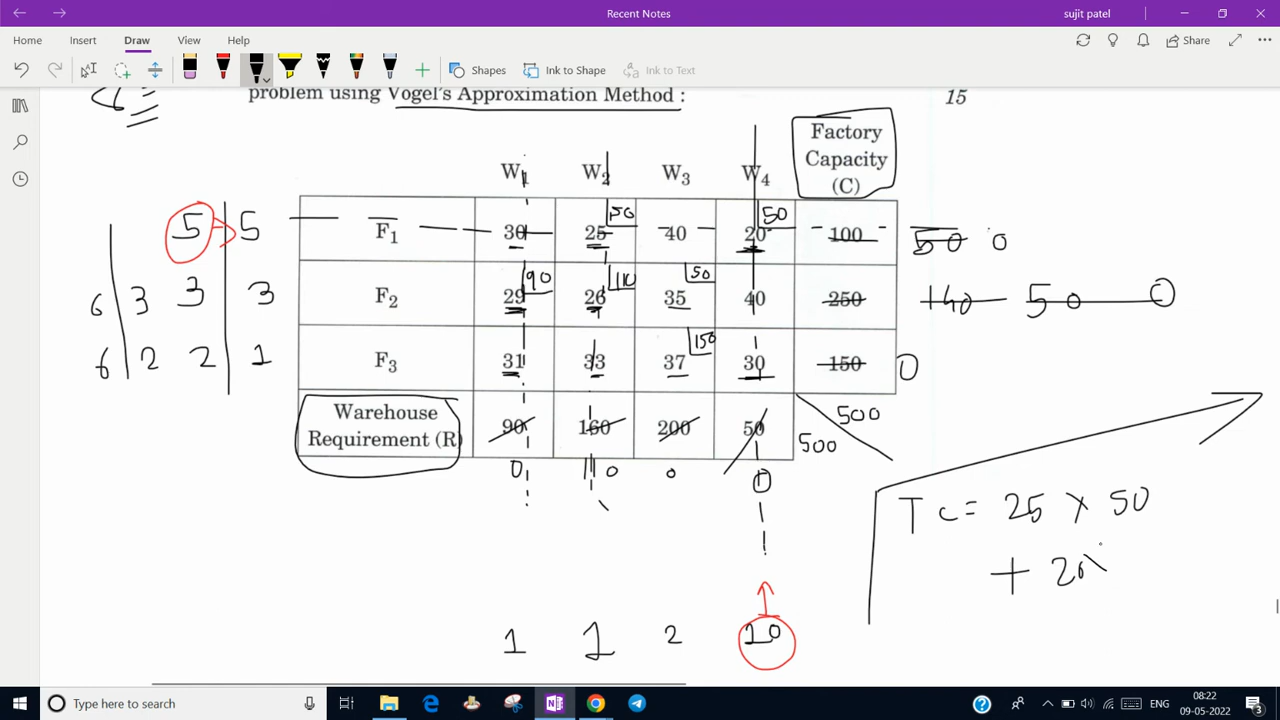 Recent Notes
sujit patel
Home Insert Draw View Help
Share
Shapes
Ink to Shape
Ink to Text
problem using Vogel's Approximation Method : 15
W1 W2 W3 W4 Factory Capacity (C)
5 5 F1 30 25 50 40 20 50 100 50 0
6 3 3 3 F2 29 90 26 110 35 50 40 250 140 50 0
6 2 2 1 F3 31 33 37 150 30 150 0
Warehouse Requirement (R) 90 160 200 50 500 500
0 110 0 0
TC = 25 x 50
+ 20x
1 1 2 10
Type here to search
ENG
08:22
09-05-2022
3